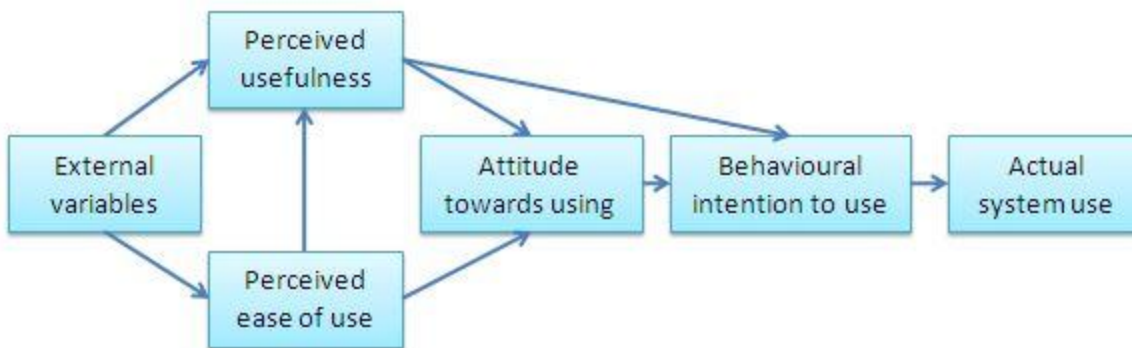 Perceived
usefulness
External
variables
Attitude
towards using
Behavioural
intention to use
Actual
system use
Perceived
ease of use